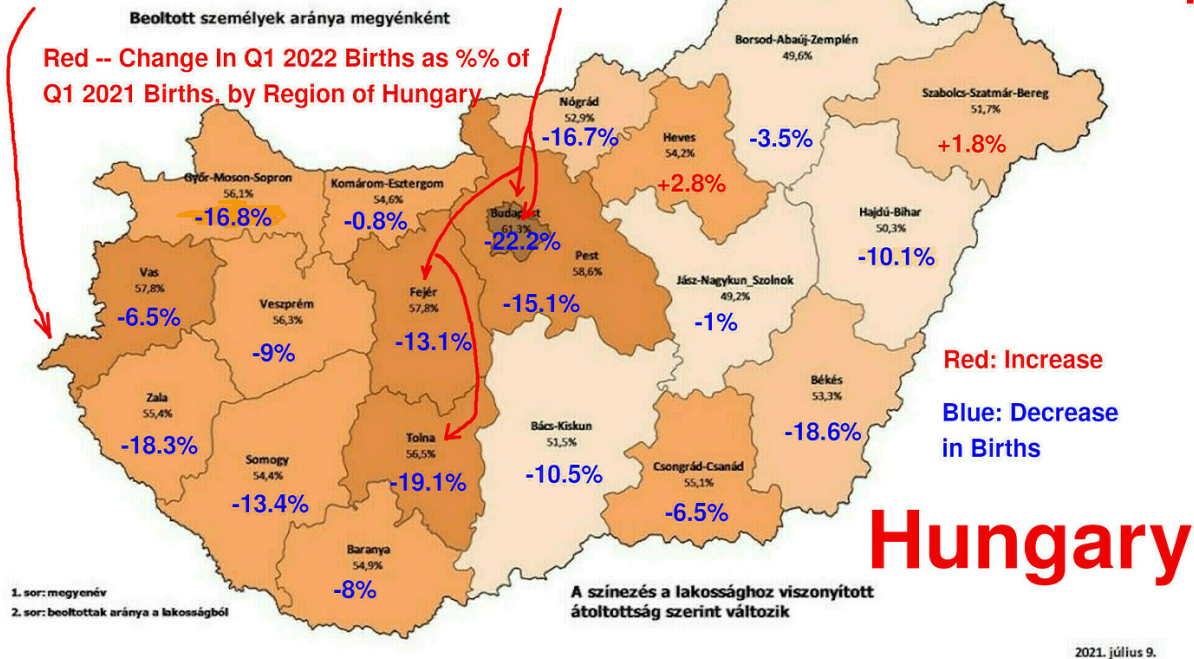 Beoltott személyek aránya megyénként
Red -- Change In Q1 2022 Births as %% of
Q1 2021 Births, by Region of Hungary
Borsod-Abaúj-Zemplén
49,6%
-3.5%
Szabolcs-Szatmár-Bereg
51,7%
+1.8%
Nógrád
52,9%
-16.7%
Heves
54,2%
+2.8%
Győr-Moson-Sopron
56,1%
-16.8%
Komárom-Esztergom
54,6%
-0.8%
Budapest
61,3%
-22.2%
Pest
58,6%
-15.1%
Hajdú-Bihar
50,3%
-10.1%
Vas
57,8%
-6.5%
Veszprém
56,3%
-9%
Fejér
57,8%
-13.1%
Jász-Nagykun_Szolnok
49,2%
-1%
Zala
55,4%
-18.3%
Somogy
54,4%
-13.4%
Tolna
56,5%
-19.1%
Bács-Kiskun
51,5%
-10.5%
Békés
53,3%
-18.6%
Csongrád-Csanád
55,1%
-6.5%
Baranya
54,9%
-8%
Red: Increase
Blue: Decrease
in Births
Hungary
1. sor: megyenév
2. sor: beoltottak aránya a lakosságból
A színezés a lakossághoz viszonyított
átoltottság szerint változik
2021. július 9.